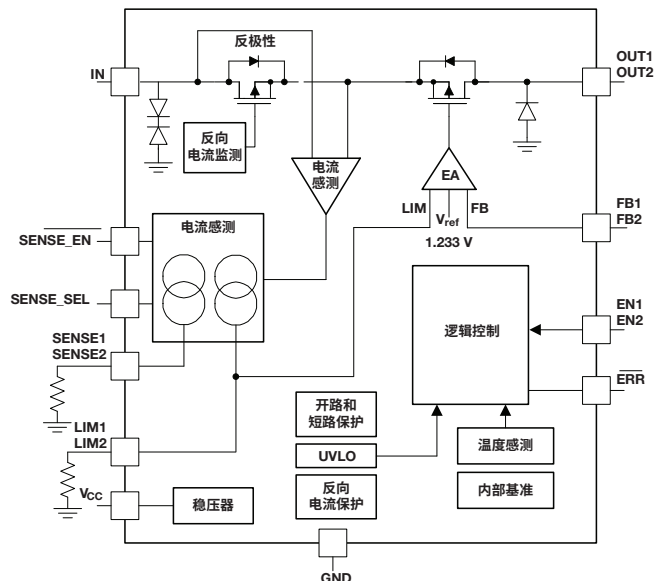 反极性
IN
OUT1
OUT2
反向
电流监测
电流
感测
EA
LIM
FB
Vref
1.233 V
FB1
FB2
SENSE_EN
电流感测
SENSE_SEL
SENSE1
SENSE2
逻辑控制
EN1
EN2
ERR
LIM1
LIM2
开路和
短路保护
UVLO
温度感测
VCC
稳压器
反向
电流保护
内部基准
GND